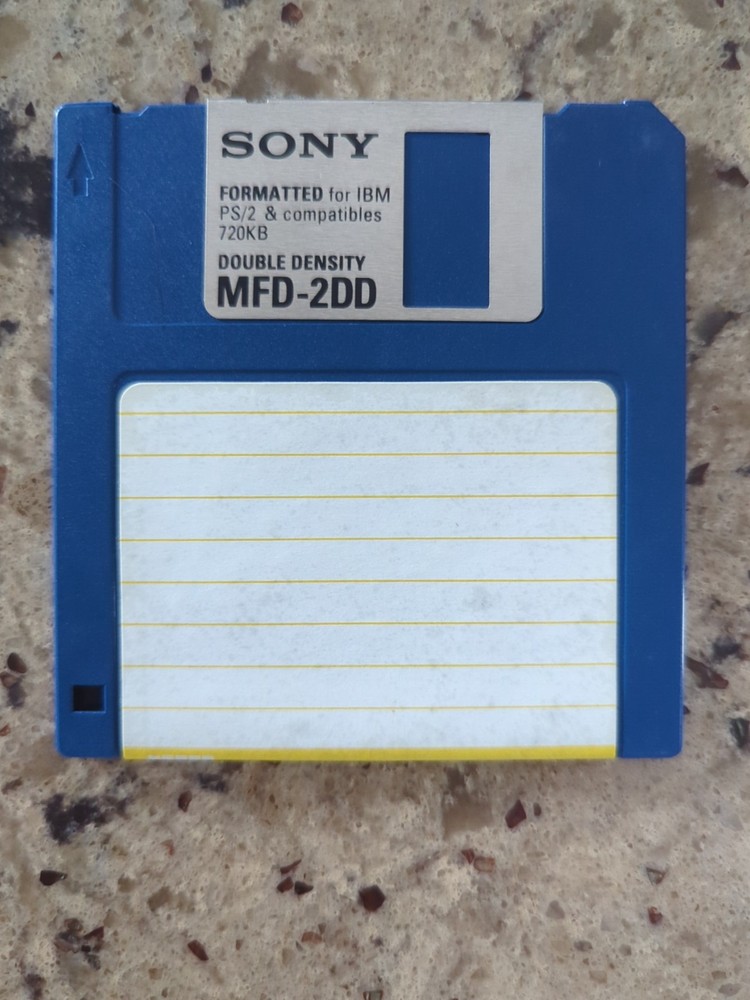 SONY
FORMATTED for IBM
PS/2 & compatibles
720KB
DOUBLE DENSITY
MFD-2DD